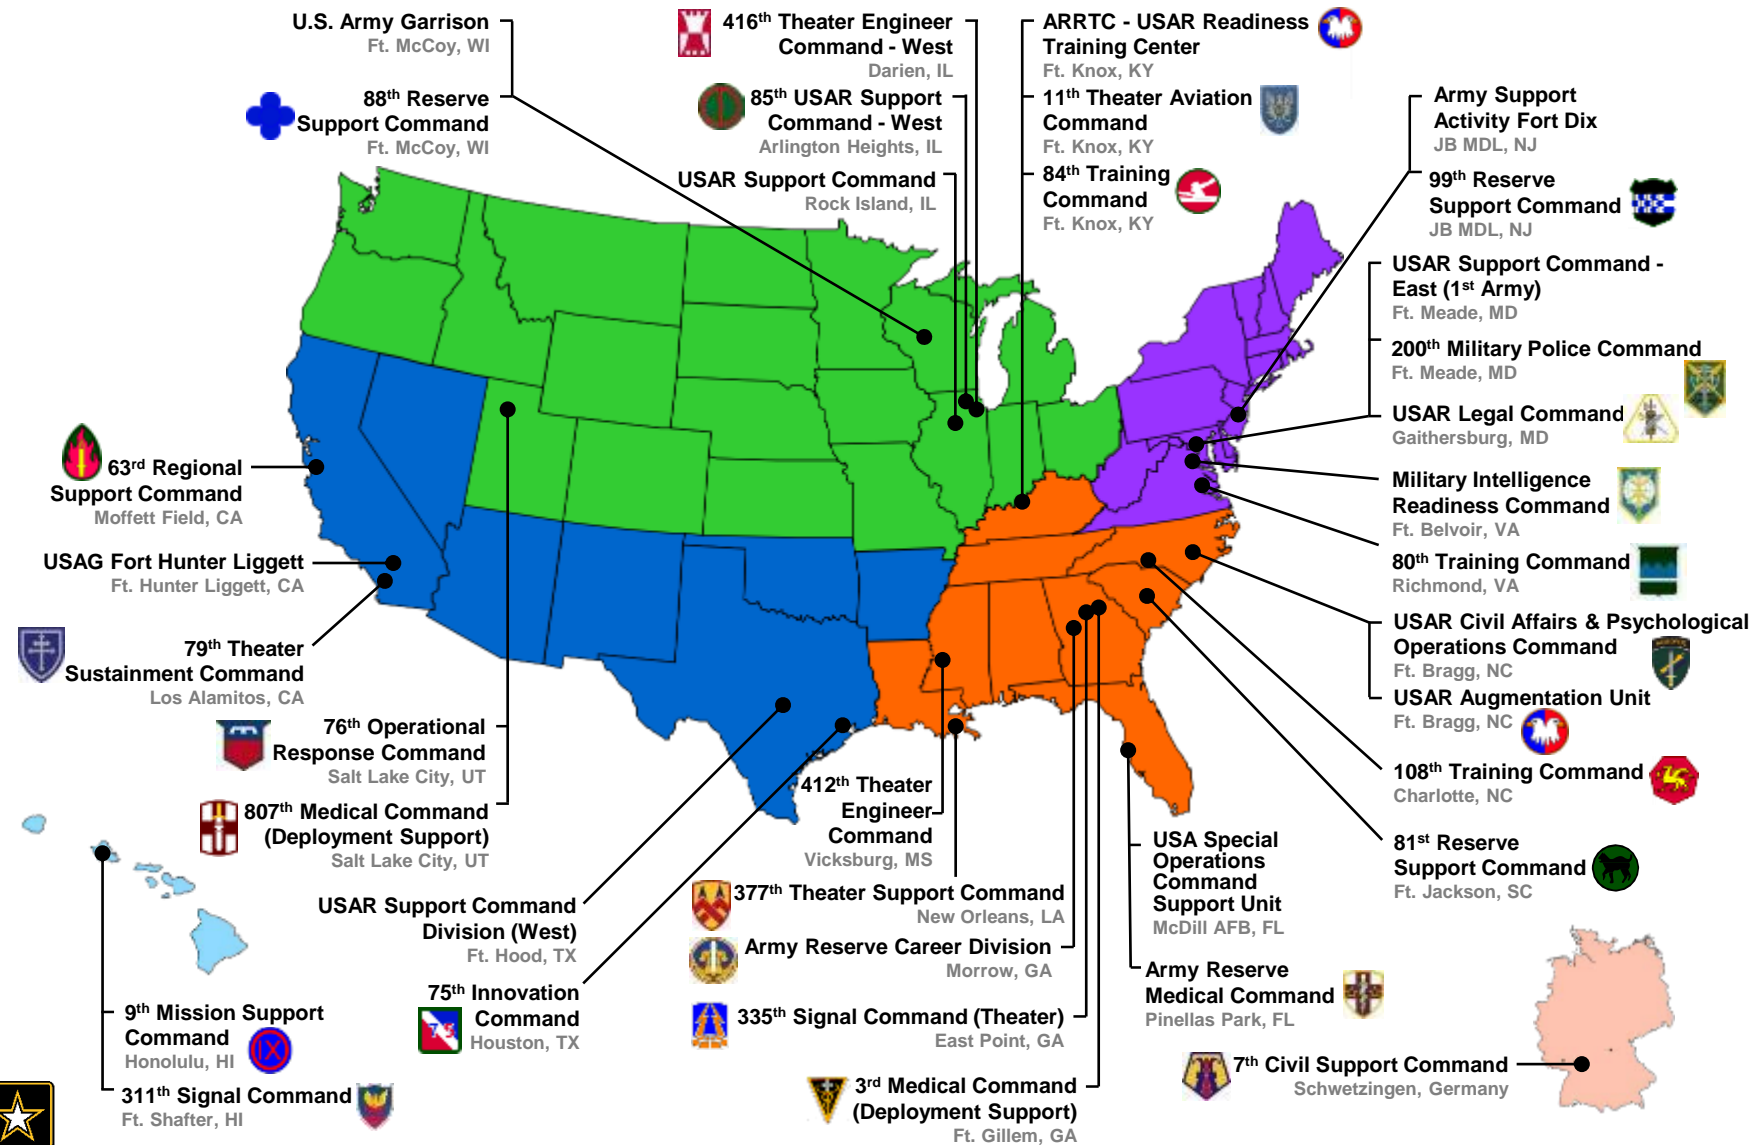 U.S. Army Garrison
Ft. McCoy, WI
88th Reserve
Support Command
Ft. McCoy, WI
416th Theater Engineer
Command - West
Darien, IL
85th USAR Support
Command - West
Arlington Heights, IL
USAR Support Command
Rock Island, IL
ARRTC - USAR Readiness
Training Center
Ft. Knox, KY
11th Theater Aviation
Command
Ft. Knox, KY
84th Training
Command
Ft. Knox, KY
Army Support
Activity Fort Dix
JB MDL, NJ
99th Reserve
Support Command
JB MDL, NJ
USAR Support Command -
East (1st Army)
Ft. Meade, MD
200th Military Police Command
Ft. Meade, MD
USAR Legal Command
Gaithersburg, MD
Military Intelligence
Readiness Command
Ft. Belvoir, VA
80th Training Command
Richmond, VA
USAR Civil Affairs & Psychological
Operations Command
Ft. Bragg, NC
USAR Augmentation Unit
Ft. Bragg, NC
108th Training Command
Charlotte, NC
81st Reserve
Support Command
Ft. Jackson, SC
63rd Regional
Support Command
Moffett Field, CA
USAG Fort Hunter Liggett
Ft. Hunter Liggett, CA
79th Theater
Sustainment Command
Los Alamitos, CA
76th Operational
Response Command
Salt Lake City, UT
807th Medical Command
(Deployment Support)
Salt Lake City, UT
USAR Support Command
Division (West)
Ft. Hood, TX
75th Innovation
Command
Houston, TX
75
412th Theater
Engineer
Command
Vicksburg, MS
377th Theater Support Command
New Orleans, LA
Army Reserve Career Division
Morrow, GA
335th Signal Command (Theater)
East Point, GA
3rd Medical Command
(Deployment Support)
Ft. Gillem, GA
USA Special
Operations
Command
Support Unit
McDill AFB, FL
Army Reserve
Medical Command
Pinellas Park, FL
7th Civil Support Command
Schwetzingen, Germany
9th Mission Support
Command
Honolulu, HI
IX
311th Signal Command
Ft. Shafter, HI